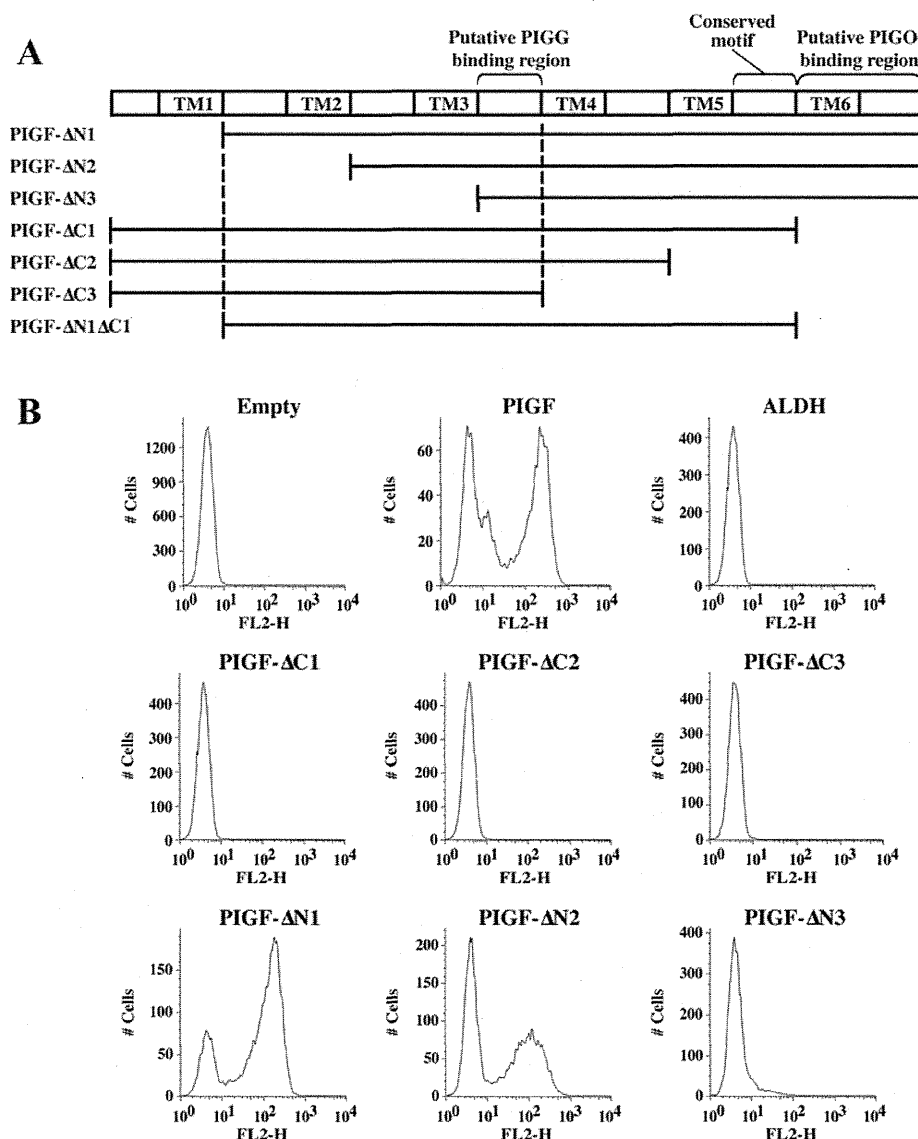 A
Putative PIGG
binding region
Conserved
motif
Putative PIGO
binding region
TM1 TM2 TM3 TM4 TM5 TM6
PIGF-ΔN1
PIGF-ΔN2
PIGF-ΔN3
PIGF-ΔC1
PIGF-ΔC2
PIGF-ΔC3
PIGF-ΔN1ΔC1
B
Empty
# Cells
1200
900
600
300
0
10^0 10^1 10^2 10^3 10^4
FL2-H
PIGF
# Cells
60
40
20
0
10^0 10^1 10^2 10^3 10^4
FL2-H
ALDH
# Cells
400
300
200
100
0
10^0 10^1 10^2 10^3 10^4
FL2-H
PIGF-ΔC1
# Cells
400
300
200
100
0
10^0 10^1 10^2 10^3 10^4
FL2-H
PIGF-ΔC2
# Cells
400
300
200
100
0
10^0 10^1 10^2 10^3 10^4
FL2-H
PIGF-ΔC3
# Cells
400
300
200
100
0
10^0 10^1 10^2 10^3 10^4
FL2-H
PIGF-ΔN1
# Cells
150
100
50
0
10^0 10^1 10^2 10^3 10^4
FL2-H
PIGF-ΔN2
# Cells
200
150
100
50
0
10^0 10^1 10^2 10^3 10^4
FL2-H
PIGF-ΔN3
# Cells
400
300
200
100
0
10^0 10^1 10^2 10^3 10^4
FL2-H